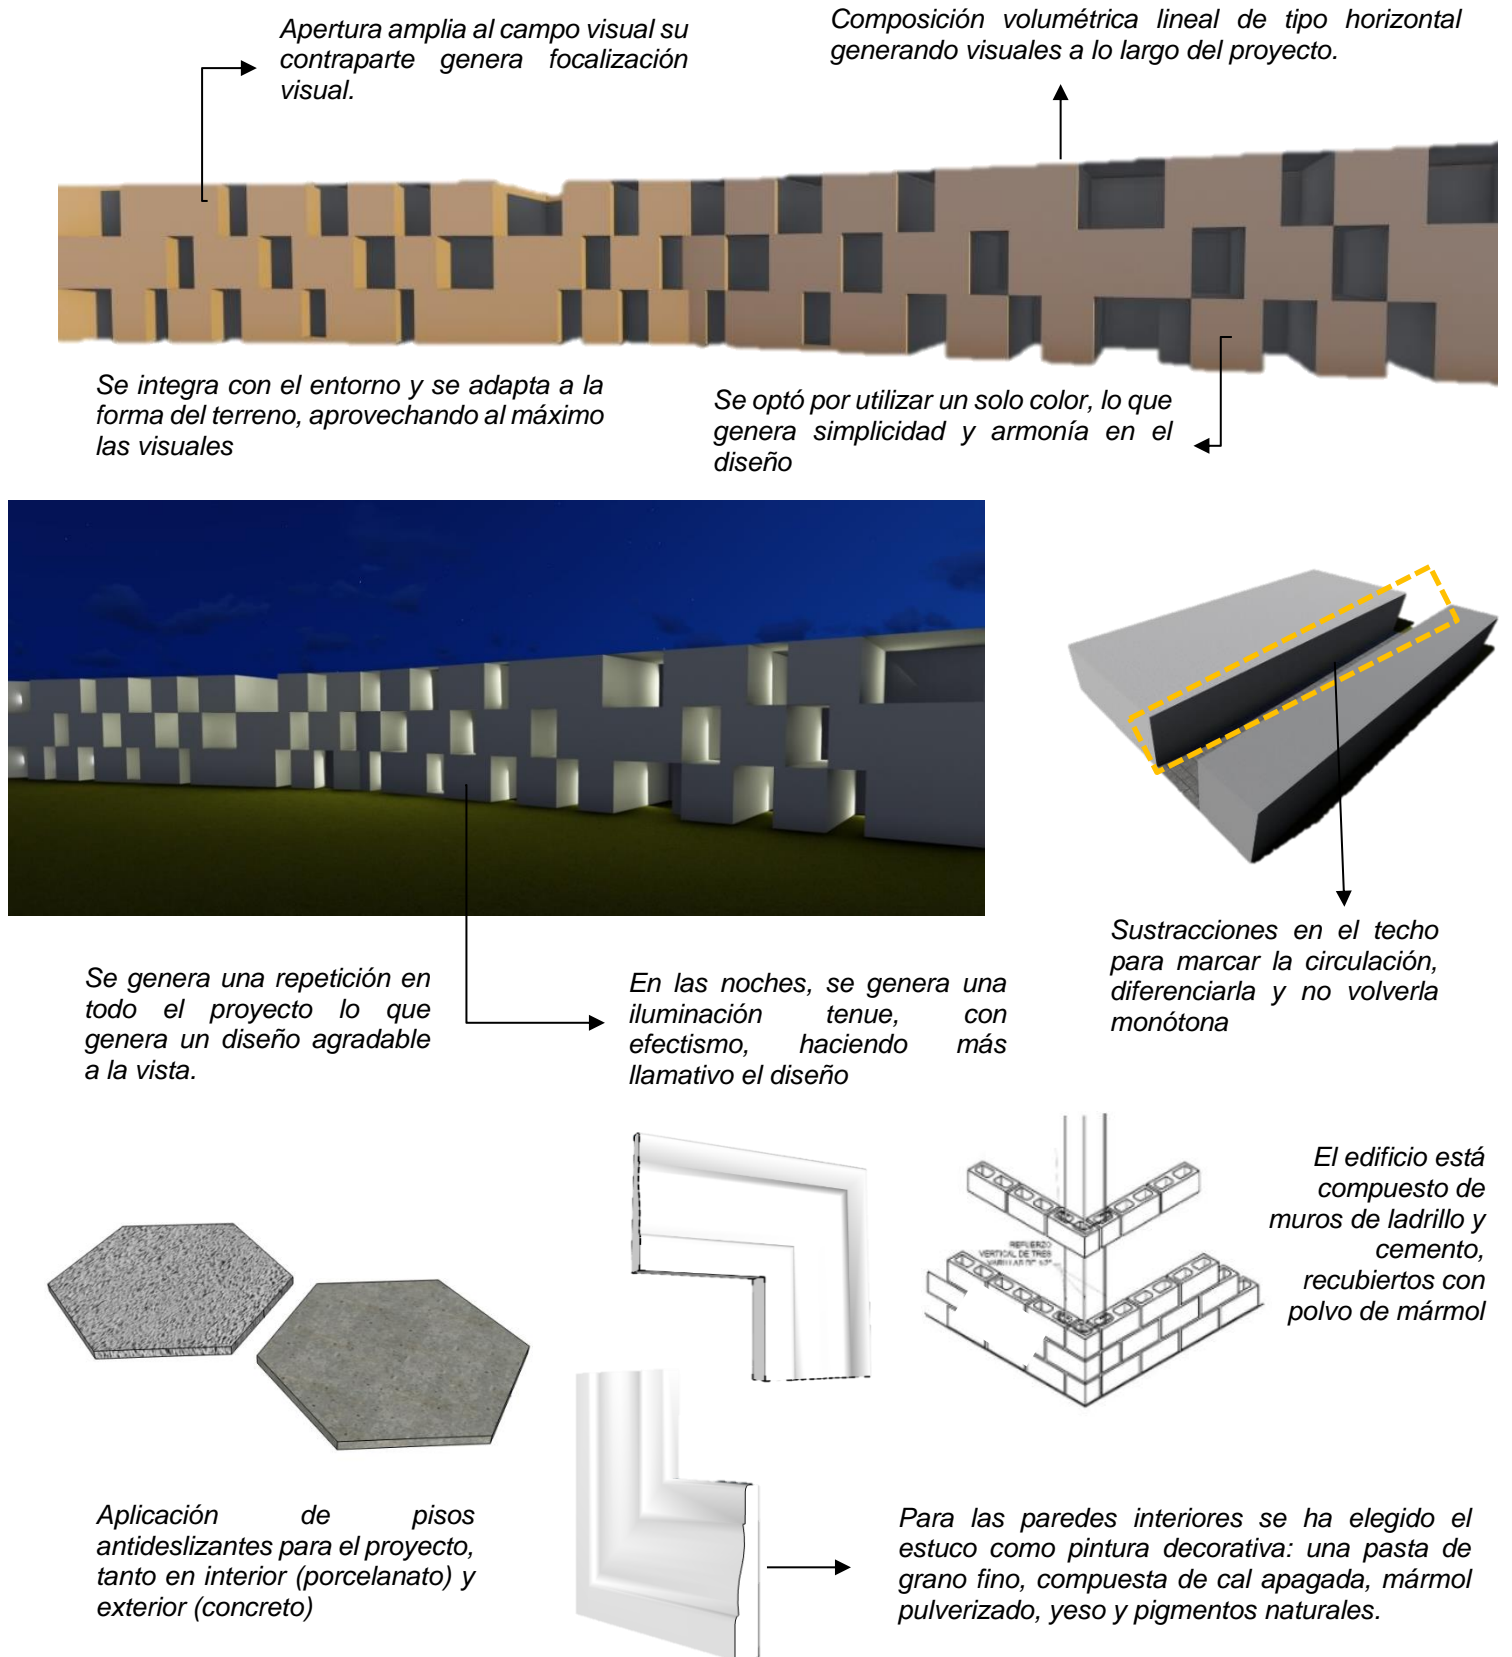 Apertura amplia al campo visual su
contraparte genera focalización
visual.
Composición volumétrica lineal de tipo horizontal
generando visuales a lo largo del proyecto.
Se integra con el entorno y se adapta a la
forma del terreno, aprovechando al máximo
las visuales
Se optó por utilizar un solo color, lo que
genera simplicidad y armonía en el
diseño
Sustracciones en el techo
para marcar la circulación,
diferenciarla y no volverla
monótona
Se genera una repetición en
todo el proyecto lo que
genera un diseño agradable
a la vista.
En las noches, se genera una
iluminación tenue, con
efectismo, haciendo más
llamativo el diseño
El edificio está
compuesto de
muros de ladrillo y
cemento,
recubiertos con
polvo de mármol
REFUERZO
VERTICAL DE TRES
Aplicación de pisos
antideslizantes para el proyecto,
tanto en interior (porcelanato) y
exterior (concreto)
Para las paredes interiores se ha elegido el
estuco como pintura decorativa: una pasta de
grano fino, compuesta de cal apagada, mármol
pulverizado, yeso y pigmentos naturales.